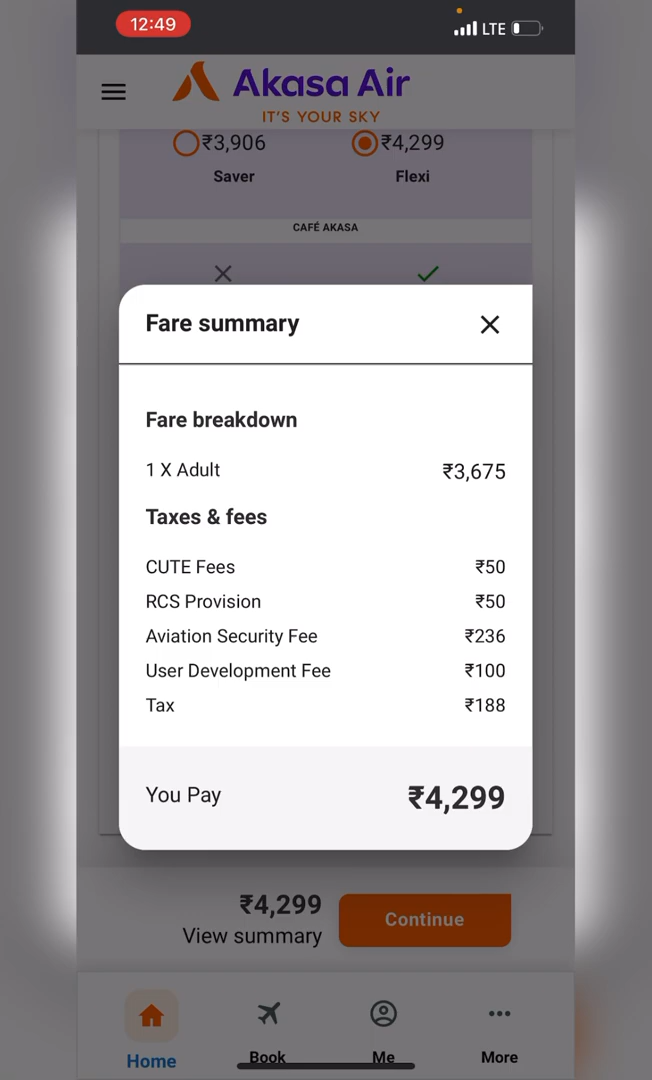 12:49
LTE
Akasa Air
IT'S YOUR SKY
₹3,906
₹4,299
Saver
Flexi
CAFÉ AKASA
Fare summary
Fare breakdown
1 X Adult ₹3,675
Taxes & fees
CUTE Fees ₹50
RCS Provision ₹50
Aviation Security Fee ₹236
User Development Fee ₹100
Tax ₹188
You Pay ₹4,299
₹4,299
View summary
Continue
Home
Book
Me
More